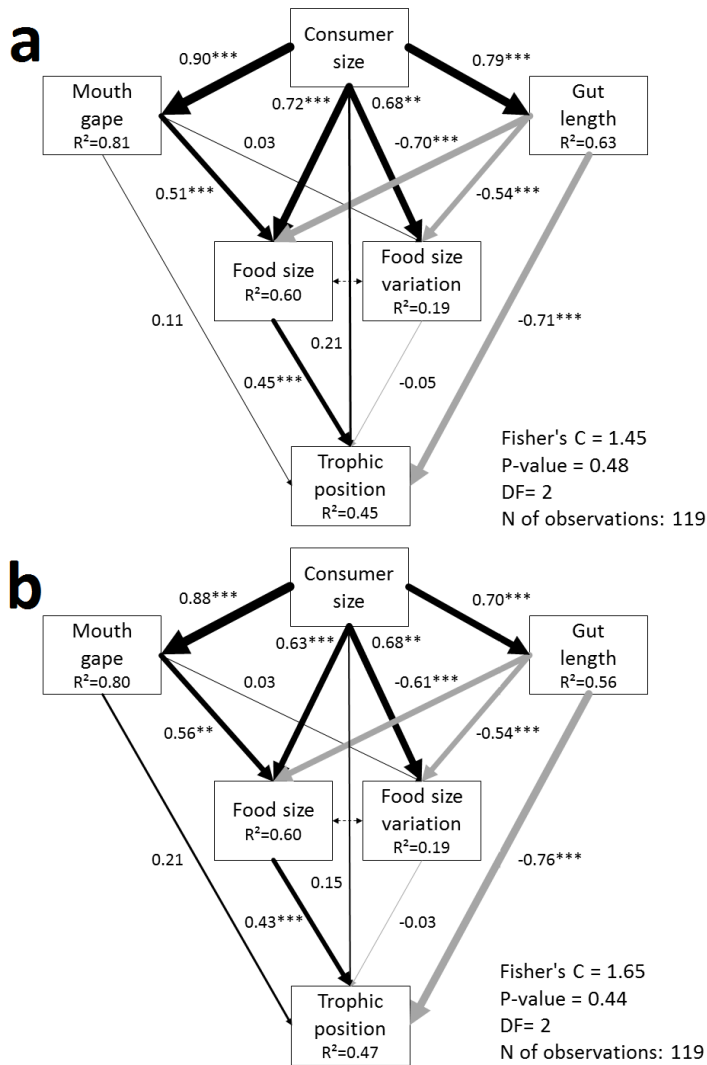 a
Consumer
size
0.90***
0.79***
Mouth
gape
R²=0.81
0.72***
0.68**
Gut
length
R²=0.63
0.03
-0.70***
0.51***
-0.54***
Food size
R²=0.60
Food size
variation
R²=0.19
0.11
0.21
-0.71***
0.45***
-0.05
Trophic
position
R²=0.45
Fisher's C = 1.45
P-value = 0.48
DF= 2
N of observations: 119
b
Consumer
size
0.88***
0.70***
Mouth
gape
R²=0.80
0.63***
0.68**
Gut
length
R²=0.56
0.03
-0.61***
0.56**
-0.54***
Food size
R²=0.60
Food size
variation
R²=0.19
0.21
0.15
-0.76***
0.43***
-0.03
Trophic
position
R²=0.47
Fisher's C = 1.65
P-value = 0.44
DF= 2
N of observations: 119